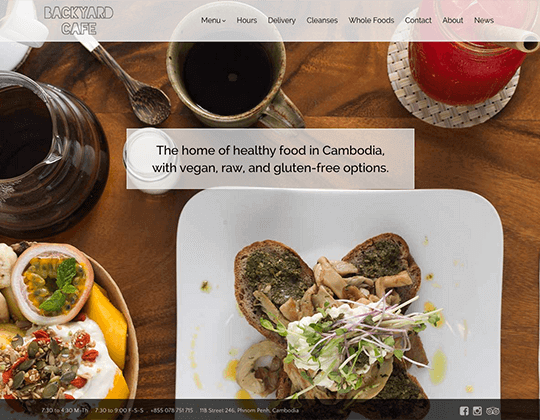 BACKYARD
CAFE
Menu Hours Delivery Cleanses Whole Foods Contact About News
The home of healthy food in Cambodia,
with vegan, raw, and gluten-free options.
7:30 to 4:30 M-Th 7:30 to 9:00 F-S-S +855 078 751 715 118 Street 246, Phnom Penh, Cambodia